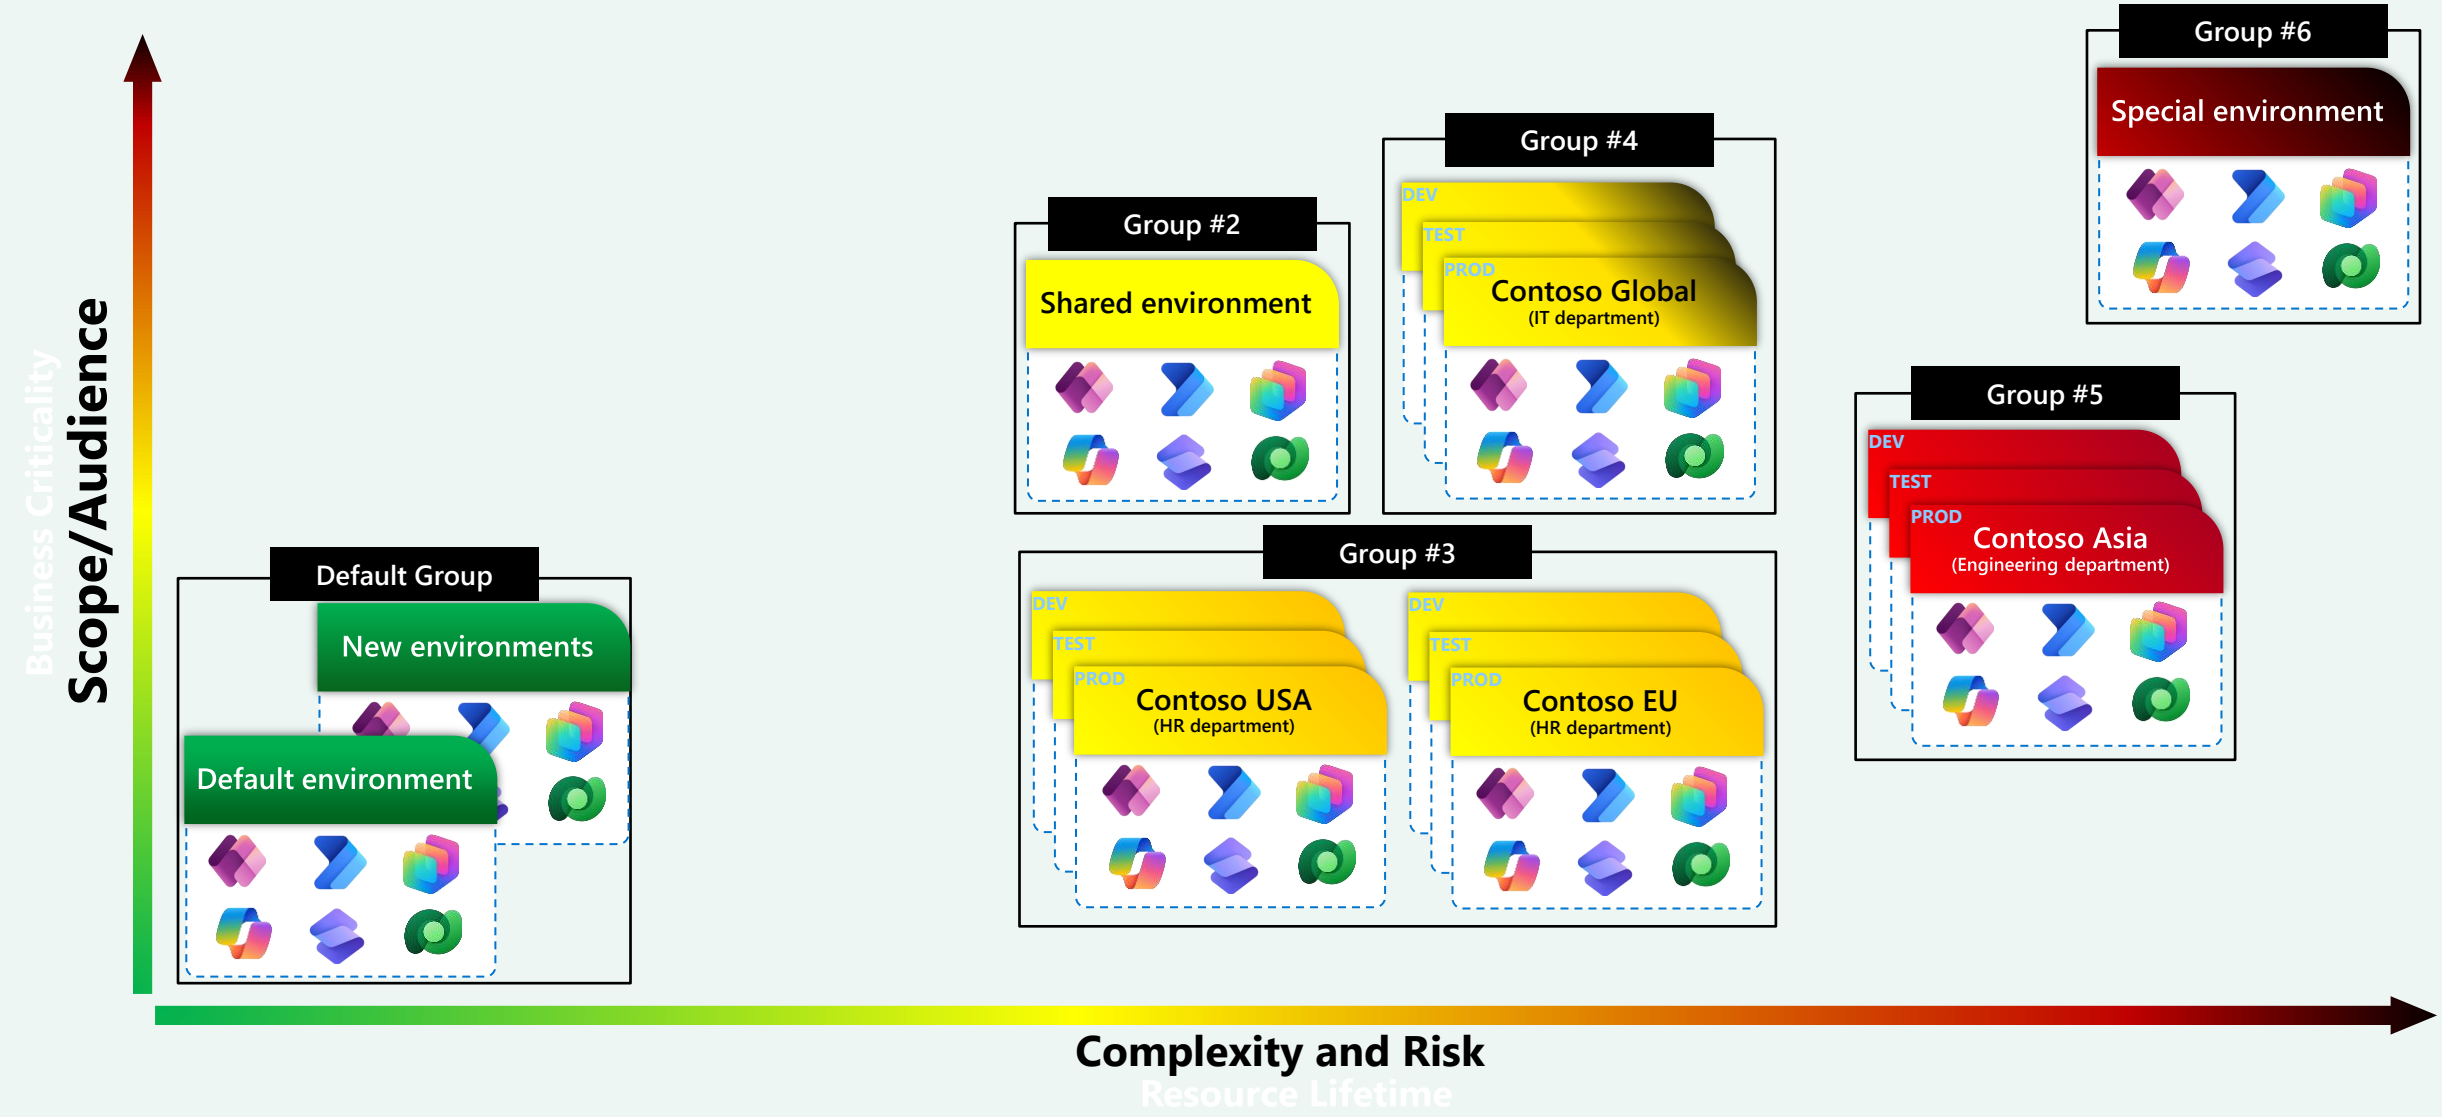 Group #6
Special environment
Group #4
DEV
TEST
PROD
Contoso Global
(IT department)
Group #2
Shared environment
Group #5
DEV
TEST
PROD
Contoso Asia
(Engineering department)
Business Criticality
Scope/Audience
Default Group
New environments
Default environment
Group #3
DEV
TEST
PROD
Contoso USA
(HR department)
DEV
TEST
PROD
Contoso EU
(HR department)
Complexity and Risk
Resource Lifetime